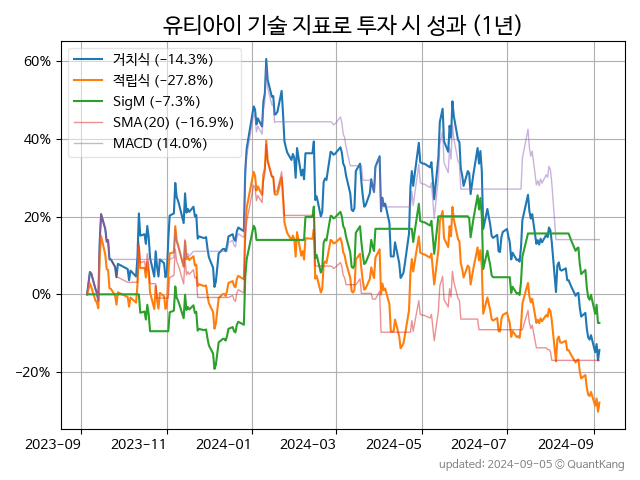 유티아이 기술 지표로 투자 시 성과 (1년)
거치식 (-14.3%)
적립식 (-27.8%)
SigM (-7.3%)
SMA(20) (-16.9%)
MACD (14.0%)
60%
40%
20%
0%
-20%
2023-09 2023-11 2024-01 2024-03 2024-05 2024-07 2024-09
updated: 2024-09-05 © QuantKang